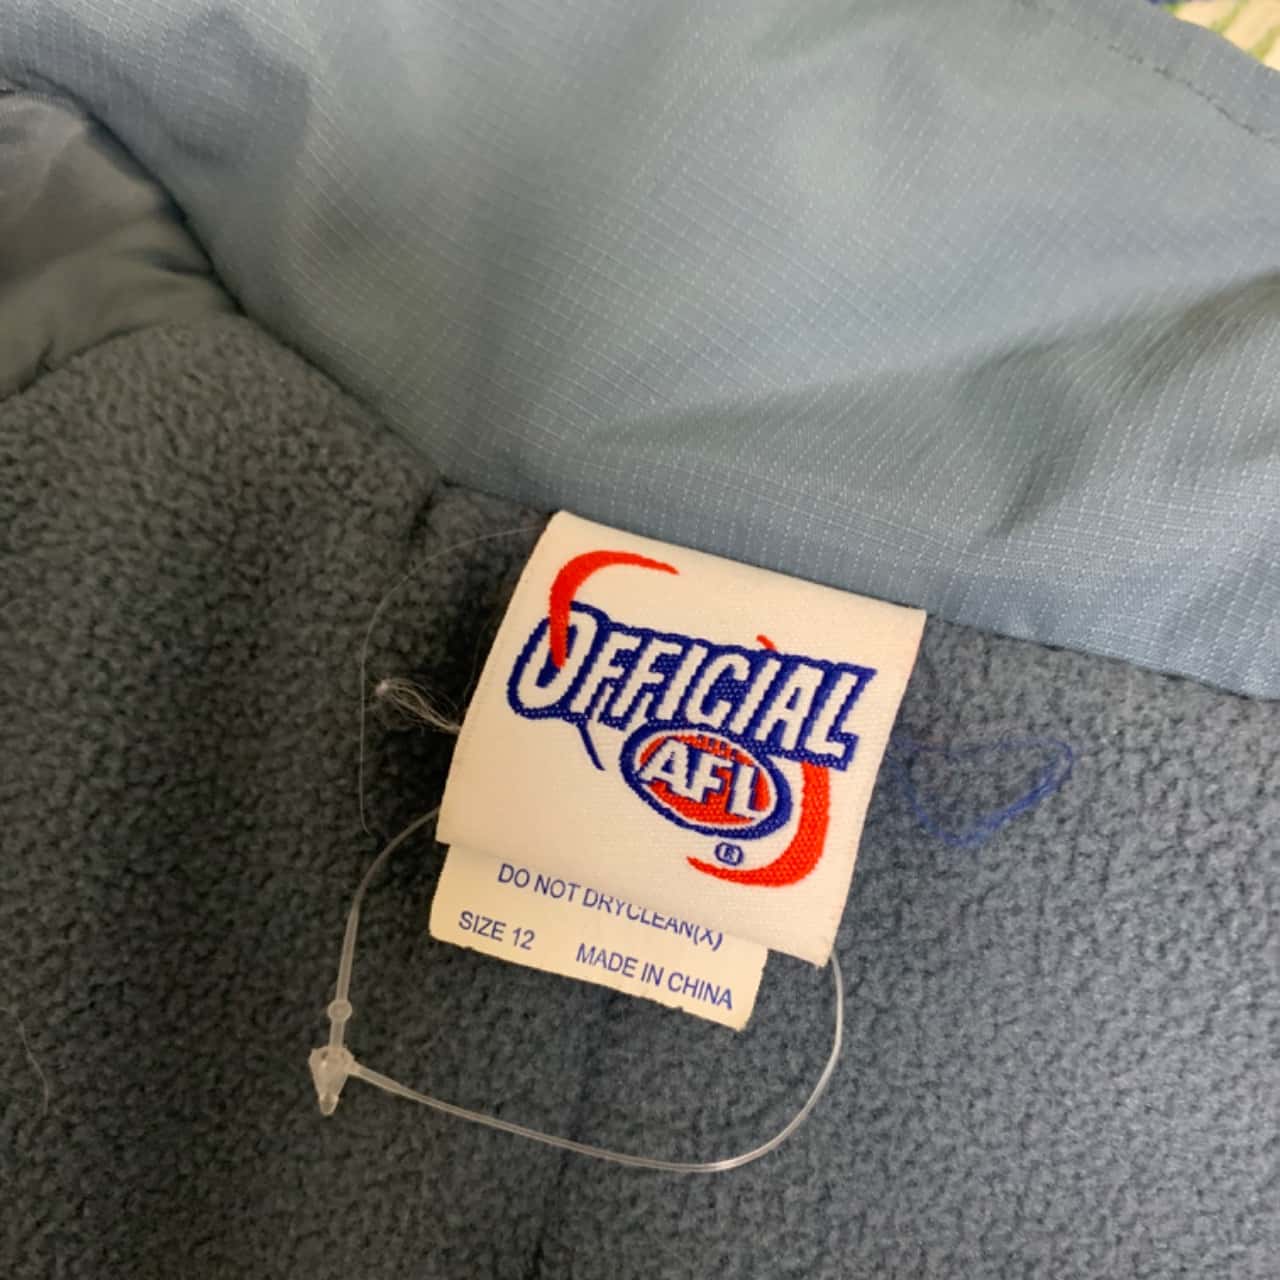 OFFICIAL
AFL
®
DO NOT DRYCLEAN(X)
SIZE 12 MADE IN CHINA